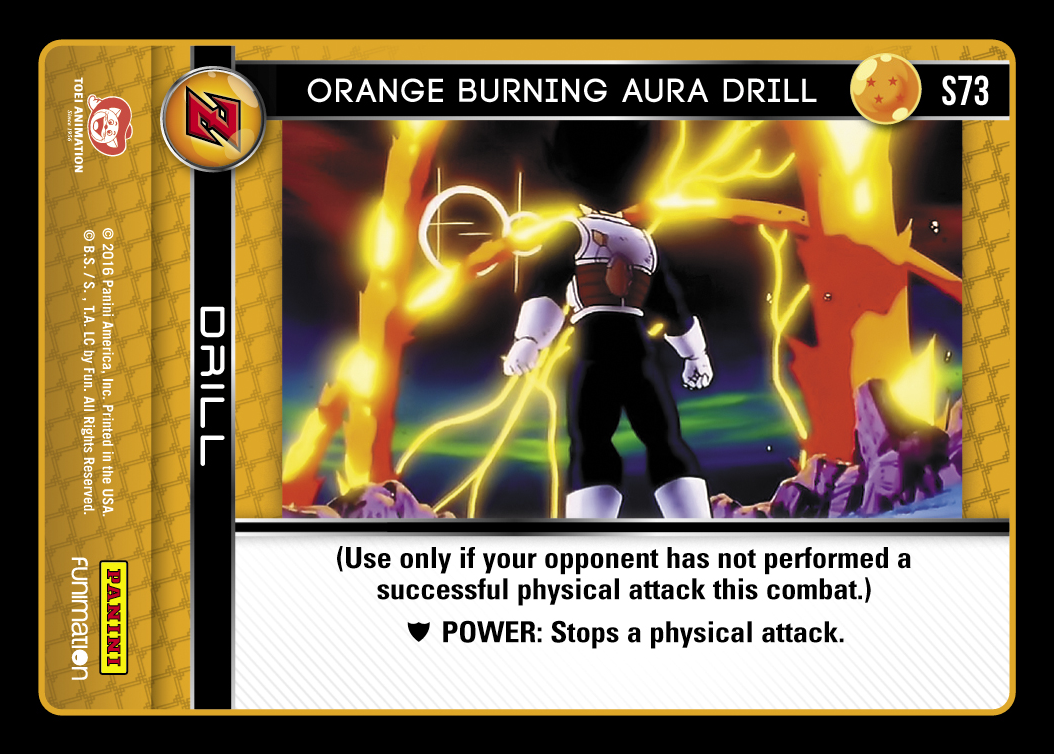 ORANGE BURNING AURA DRILL
S73
TOEI ANIMATION
Since 1956
© 2016 Panini America, Inc. Printed in the USA.
© B.S. / S. , T.A. LC by Fun. All Rights Reserved.
DRILL
PANINI
FUNIMATION
(Use only if your opponent has not performed a
successful physical attack this combat.)
POWER: Stops a physical attack.